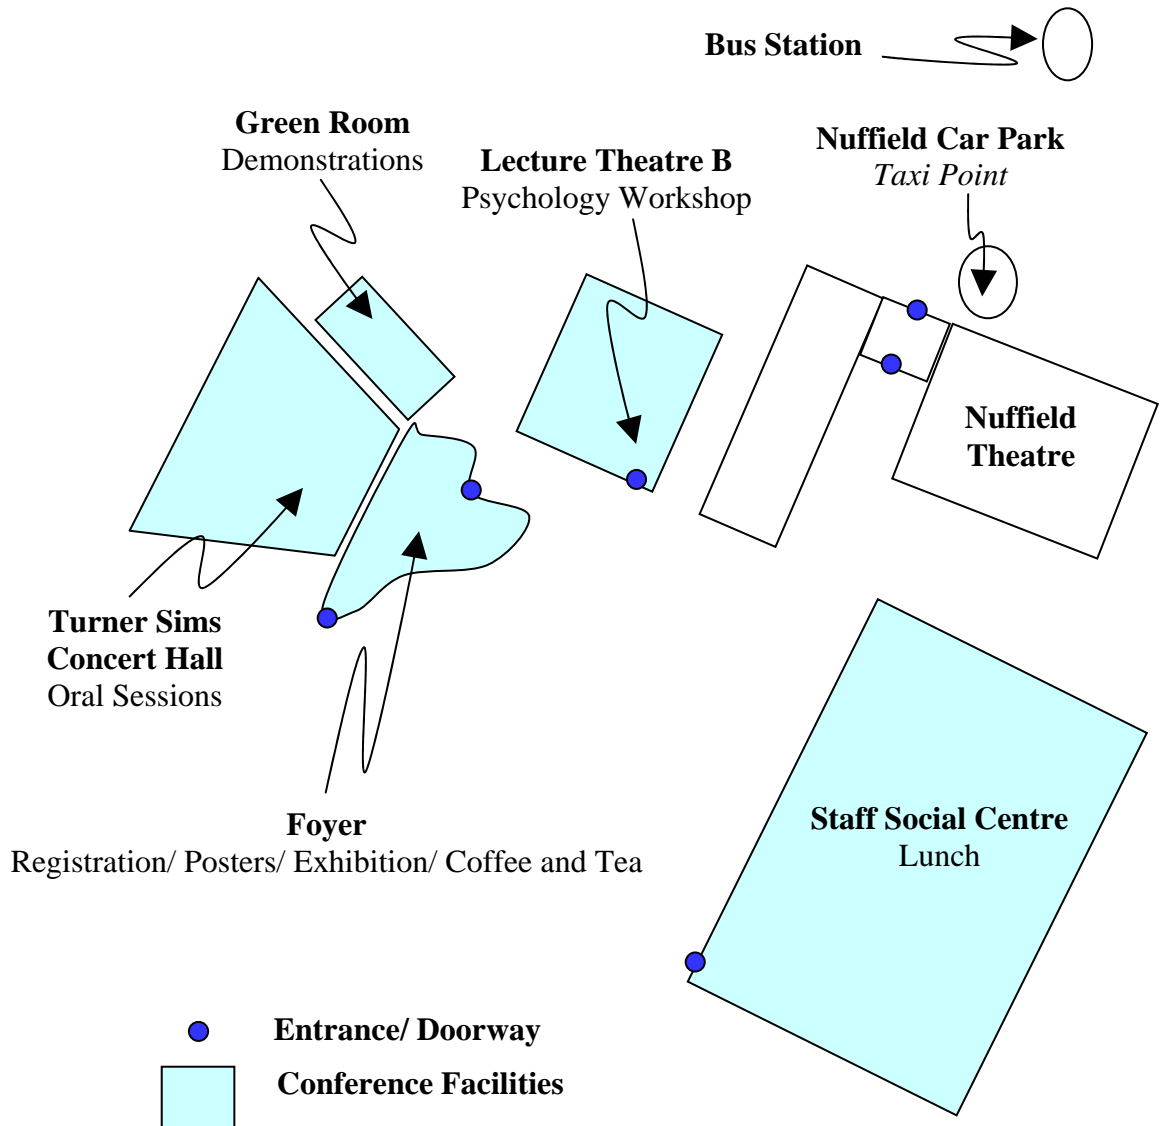 Bus Station
Green Room
Demonstrations
Lecture Theatre B
Psychology Workshop
Nuffield Car Park
Taxi Point
Nuffield
Theatre
Turner Sims
Concert Hall
Oral Sessions
Foyer
Registration/ Posters/ Exhibition/ Coffee and Tea
Staff Social Centre
Lunch
Entrance/ Doorway
Conference Facilities